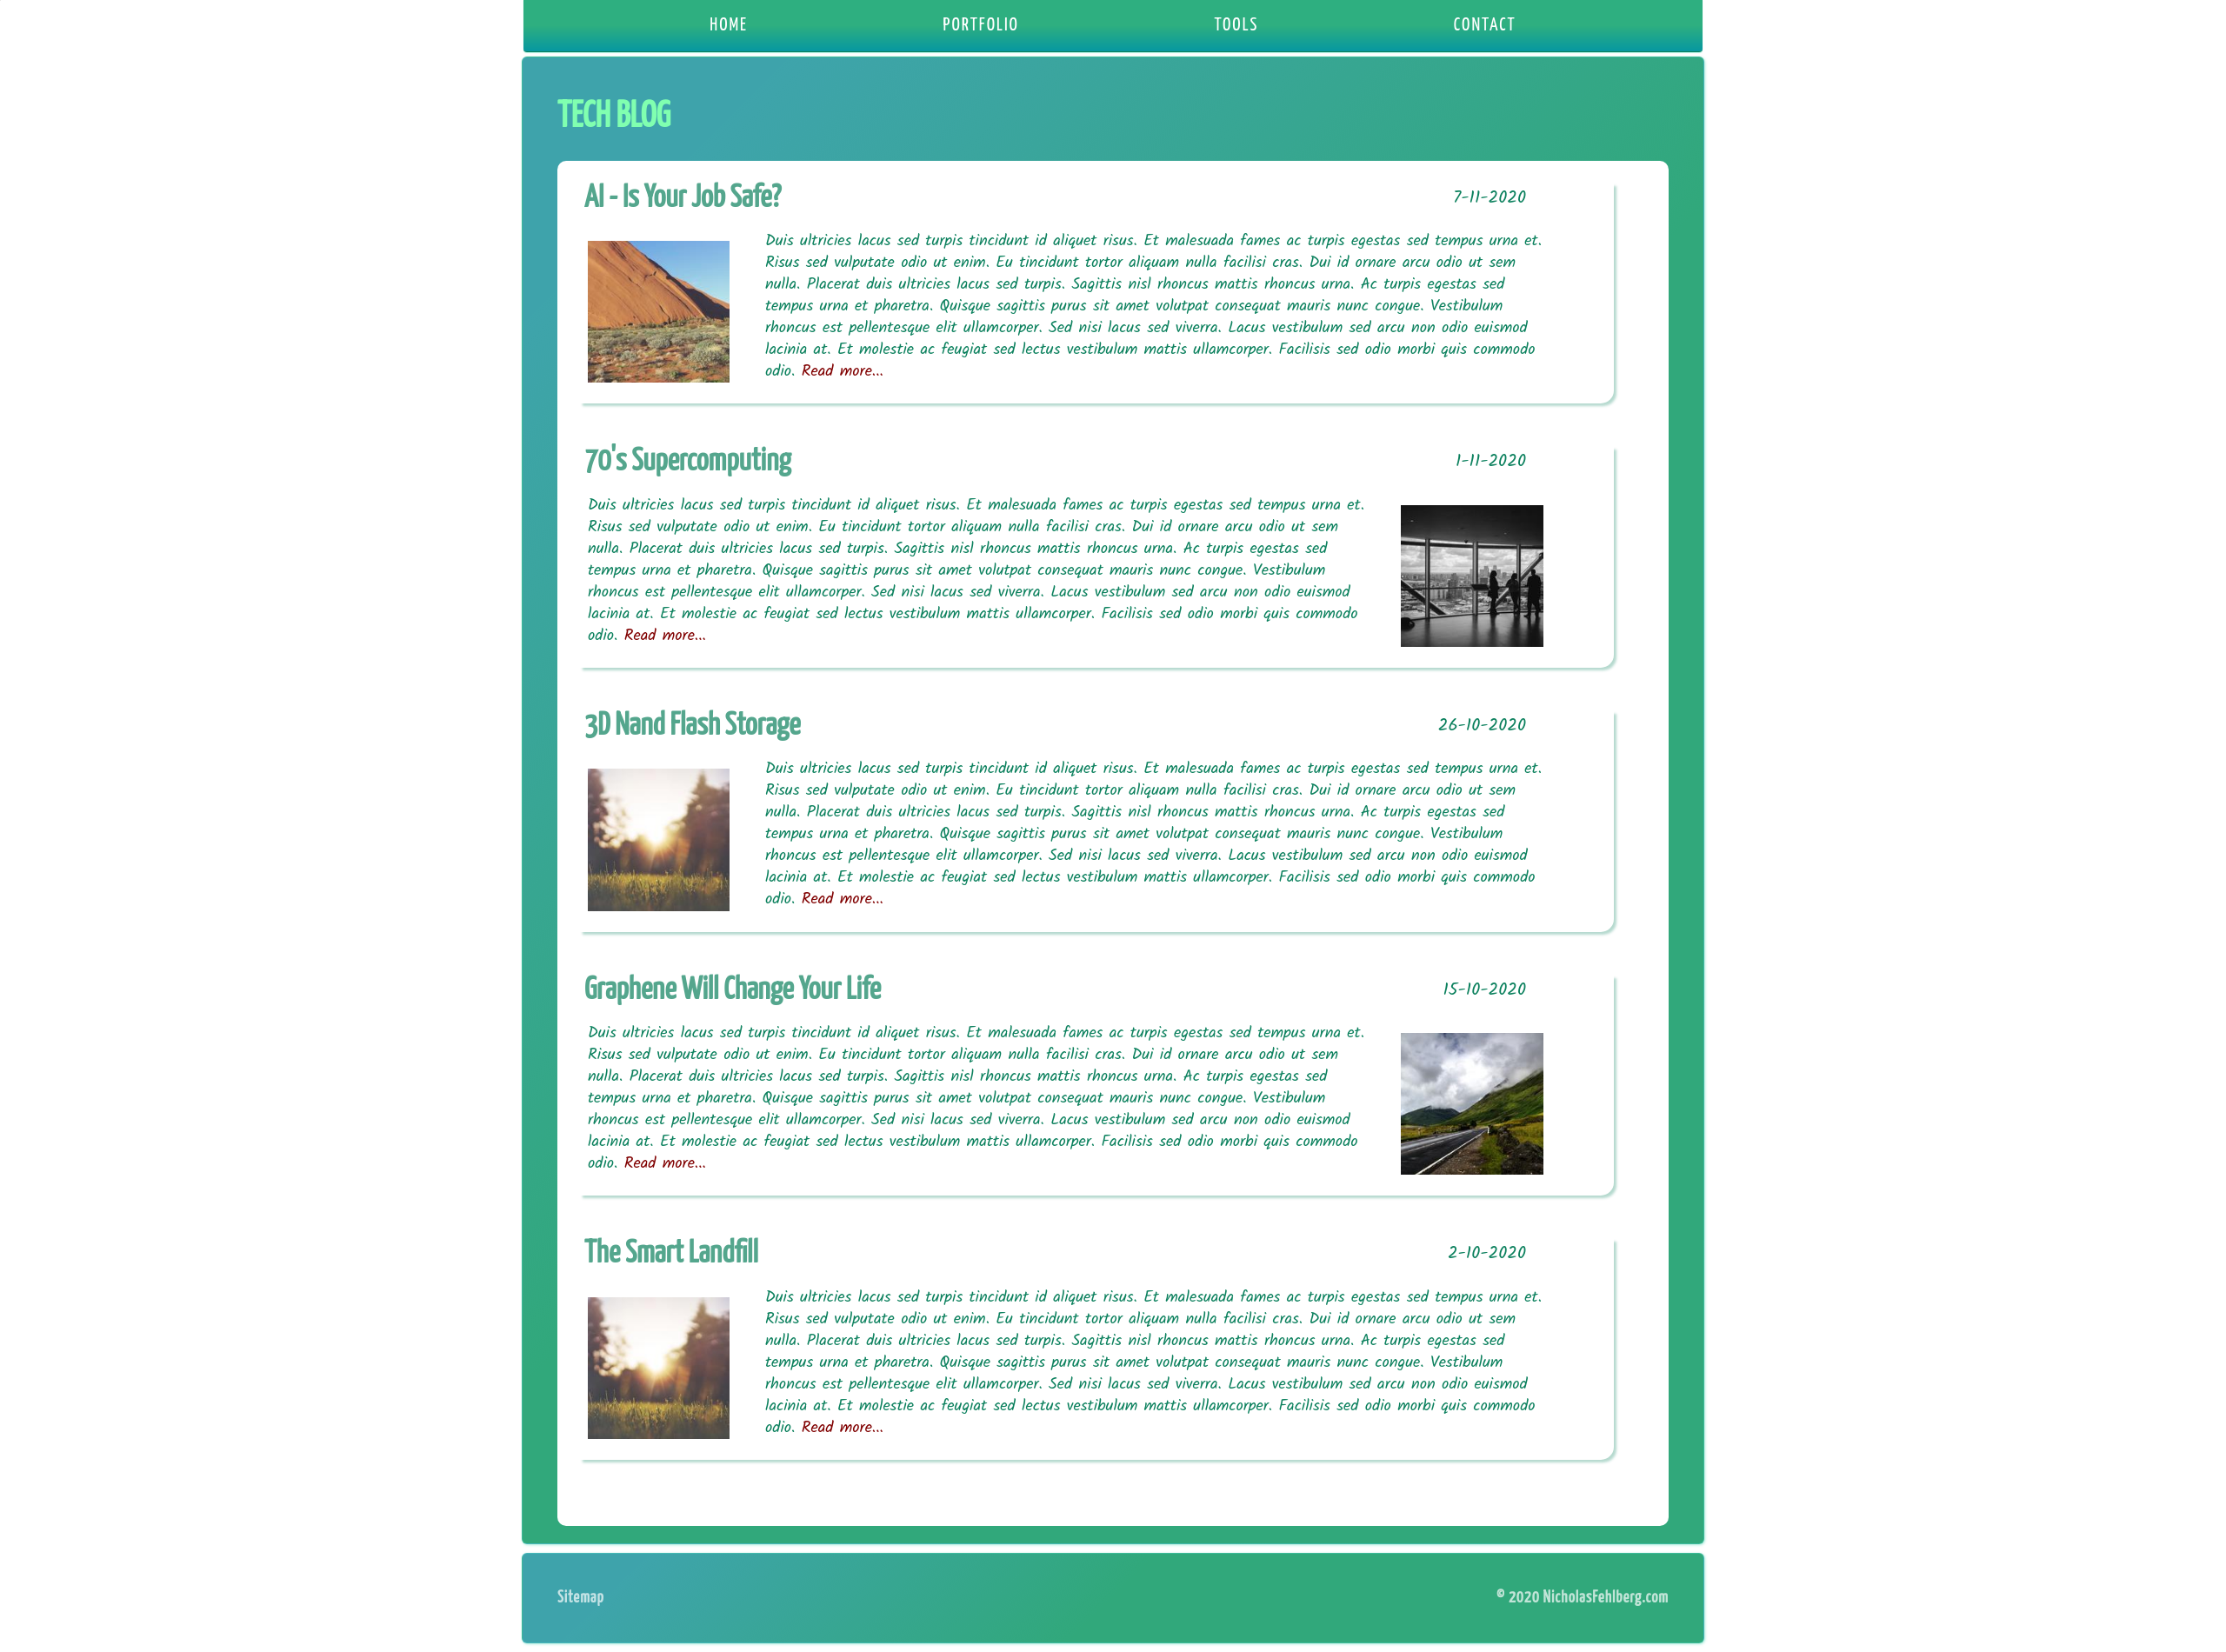 HOME PORTFOLIO TOOLS CONTACT
TECH BLOG
AI - Is Your Job Safe? 7-11-2020
Duis ultricies lacus sed turpis tincidunt id aliquet risus. Et malesuada fames ac turpis egestas sed tempus urna et.
Risus sed vulputate odio ut enim. Eu tincidunt tortor aliquam nulla facilisi cras. Dui id ornare arcu odio ut sem
nulla. Placerat duis ultricies lacus sed turpis. Sagittis nisl rhoncus mattis rhoncus urna. Ac turpis egestas sed
tempus urna et pharetra. Quisque sagittis purus sit amet volutpat consequat mauris nunc congue. Vestibulum
rhoncus est pellentesque elit ullamcorper. Sed nisi lacus sed viverra. Lacus vestibulum sed arcu non odio euismod
lacinia at. Et molestie ac feugiat sed lectus vestibulum mattis ullamcorper. Facilisis sed odio morbi quis commodo
odio. Read more...
70's Supercomputing 1-11-2020
Duis ultricies lacus sed turpis tincidunt id aliquet risus. Et malesuada fames ac turpis egestas sed tempus urna et.
Risus sed vulputate odio ut enim. Eu tincidunt tortor aliquam nulla facilisi cras. Dui id ornare arcu odio ut sem
nulla. Placerat duis ultricies lacus sed turpis. Sagittis nisl rhoncus mattis rhoncus urna. Ac turpis egestas sed
tempus urna et pharetra. Quisque sagittis purus sit amet volutpat consequat mauris nunc congue. Vestibulum
rhoncus est pellentesque elit ullamcorper. Sed nisi lacus sed viverra. Lacus vestibulum sed arcu non odio euismod
lacinia at. Et molestie ac feugiat sed lectus vestibulum mattis ullamcorper. Facilisis sed odio morbi quis commodo
odio. Read more...
3D Nand Flash Storage 26-10-2020
Duis ultricies lacus sed turpis tincidunt id aliquet risus. Et malesuada fames ac turpis egestas sed tempus urna et.
Risus sed vulputate odio ut enim. Eu tincidunt tortor aliquam nulla facilisi cras. Dui id ornare arcu odio ut sem
nulla. Placerat duis ultricies lacus sed turpis. Sagittis nisl rhoncus mattis rhoncus urna. Ac turpis egestas sed
tempus urna et pharetra. Quisque sagittis purus sit amet volutpat consequat mauris nunc congue. Vestibulum
rhoncus est pellentesque elit ullamcorper. Sed nisi lacus sed viverra. Lacus vestibulum sed arcu non odio euismod
lacinia at. Et molestie ac feugiat sed lectus vestibulum mattis ullamcorper. Facilisis sed odio morbi quis commodo
odio. Read more...
Graphene Will Change Your Life 15-10-2020
Duis ultricies lacus sed turpis tincidunt id aliquet risus. Et malesuada fames ac turpis egestas sed tempus urna et.
Risus sed vulputate odio ut enim. Eu tincidunt tortor aliquam nulla facilisi cras. Dui id ornare arcu odio ut sem
nulla. Placerat duis ultricies lacus sed turpis. Sagittis nisl rhoncus mattis rhoncus urna. Ac turpis egestas sed
tempus urna et pharetra. Quisque sagittis purus sit amet volutpat consequat mauris nunc congue. Vestibulum
rhoncus est pellentesque elit ullamcorper. Sed nisi lacus sed viverra. Lacus vestibulum sed arcu non odio euismod
lacinia at. Et molestie ac feugiat sed lectus vestibulum mattis ullamcorper. Facilisis sed odio morbi quis commodo
odio. Read more...
The Smart Landfill 2-10-2020
Duis ultricies lacus sed turpis tincidunt id aliquet risus. Et malesuada fames ac turpis egestas sed tempus urna et.
Risus sed vulputate odio ut enim. Eu tincidunt tortor aliquam nulla facilisi cras. Dui id ornare arcu odio ut sem
nulla. Placerat duis ultricies lacus sed turpis. Sagittis nisl rhoncus mattis rhoncus urna. Ac turpis egestas sed
tempus urna et pharetra. Quisque sagittis purus sit amet volutpat consequat mauris nunc congue. Vestibulum
rhoncus est pellentesque elit ullamcorper. Sed nisi lacus sed viverra. Lacus vestibulum sed arcu non odio euismod
lacinia at. Et molestie ac feugiat sed lectus vestibulum mattis ullamcorper. Facilisis sed odio morbi quis commodo
odio. Read more...
Sitemap © 2020 NicholasFehlberg.com